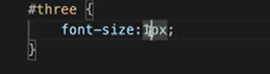 #three {
font-size:1px;
}